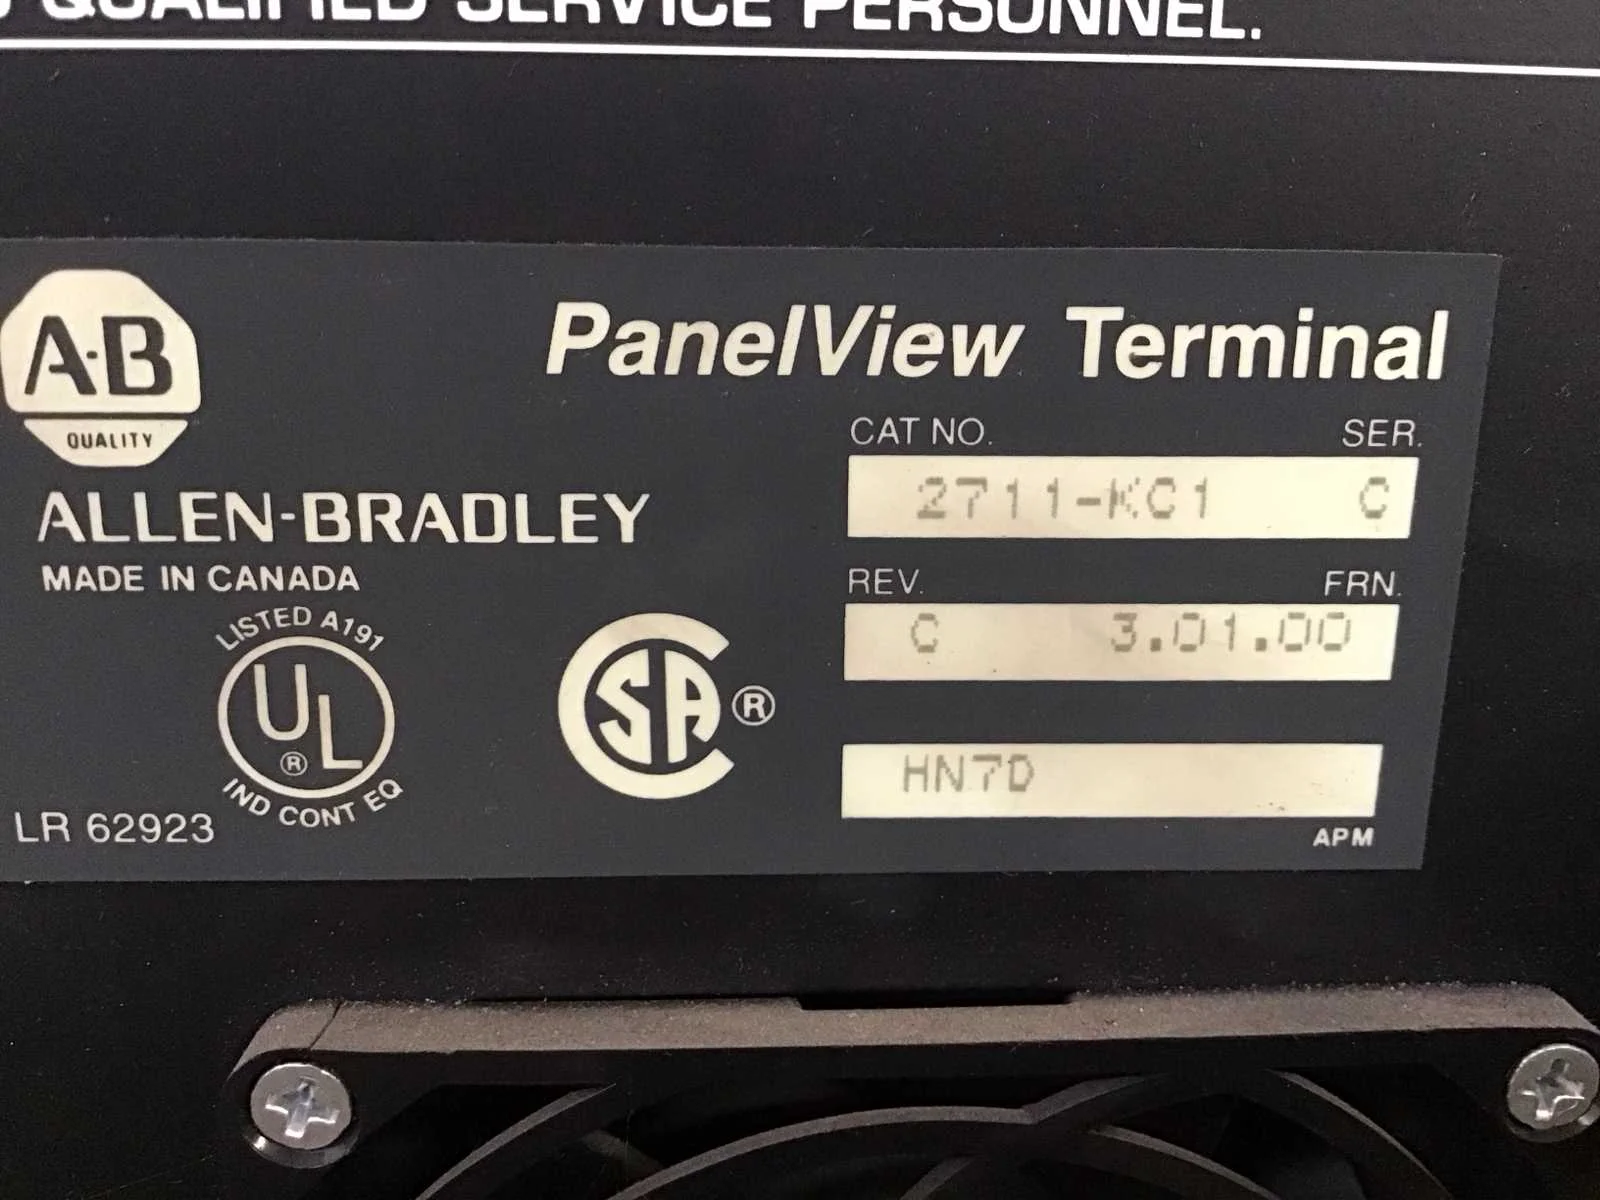 QUALIFIED SERVICE PERSONNEL.
A·B
QUALITY
PanelView Terminal
ALLEN-BRADLEY
MADE IN CANADA
CAT NO. SER.
2711-KC1 C
REV. FRN.
C 3.01.00
HN7D
APM
LISTED A191
UL
®
IND CONT EQ
LR 62923
CSA ®